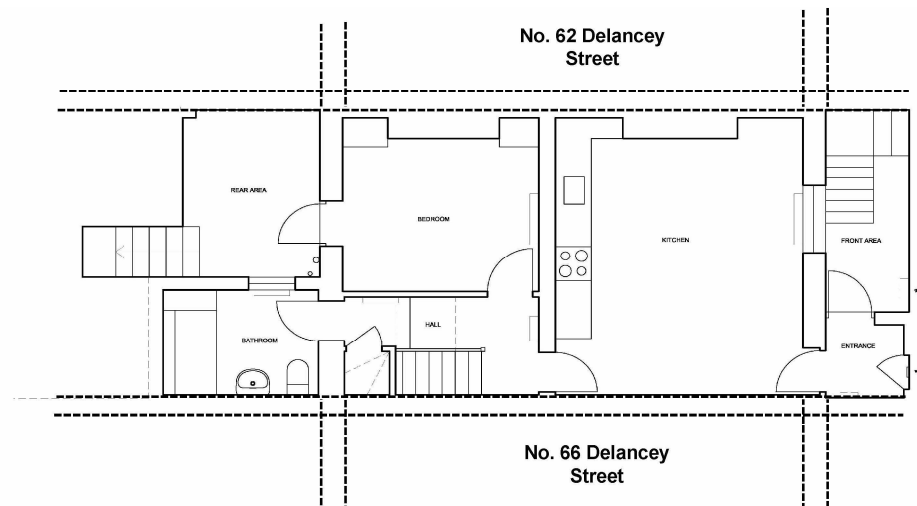 No. 62 Delancey
Street
REAR AREA
BEDROOM
KITCHEN
FRONT AREA
HALL
BATHROOM
ENTRANCE
No. 66 Delancey
Street